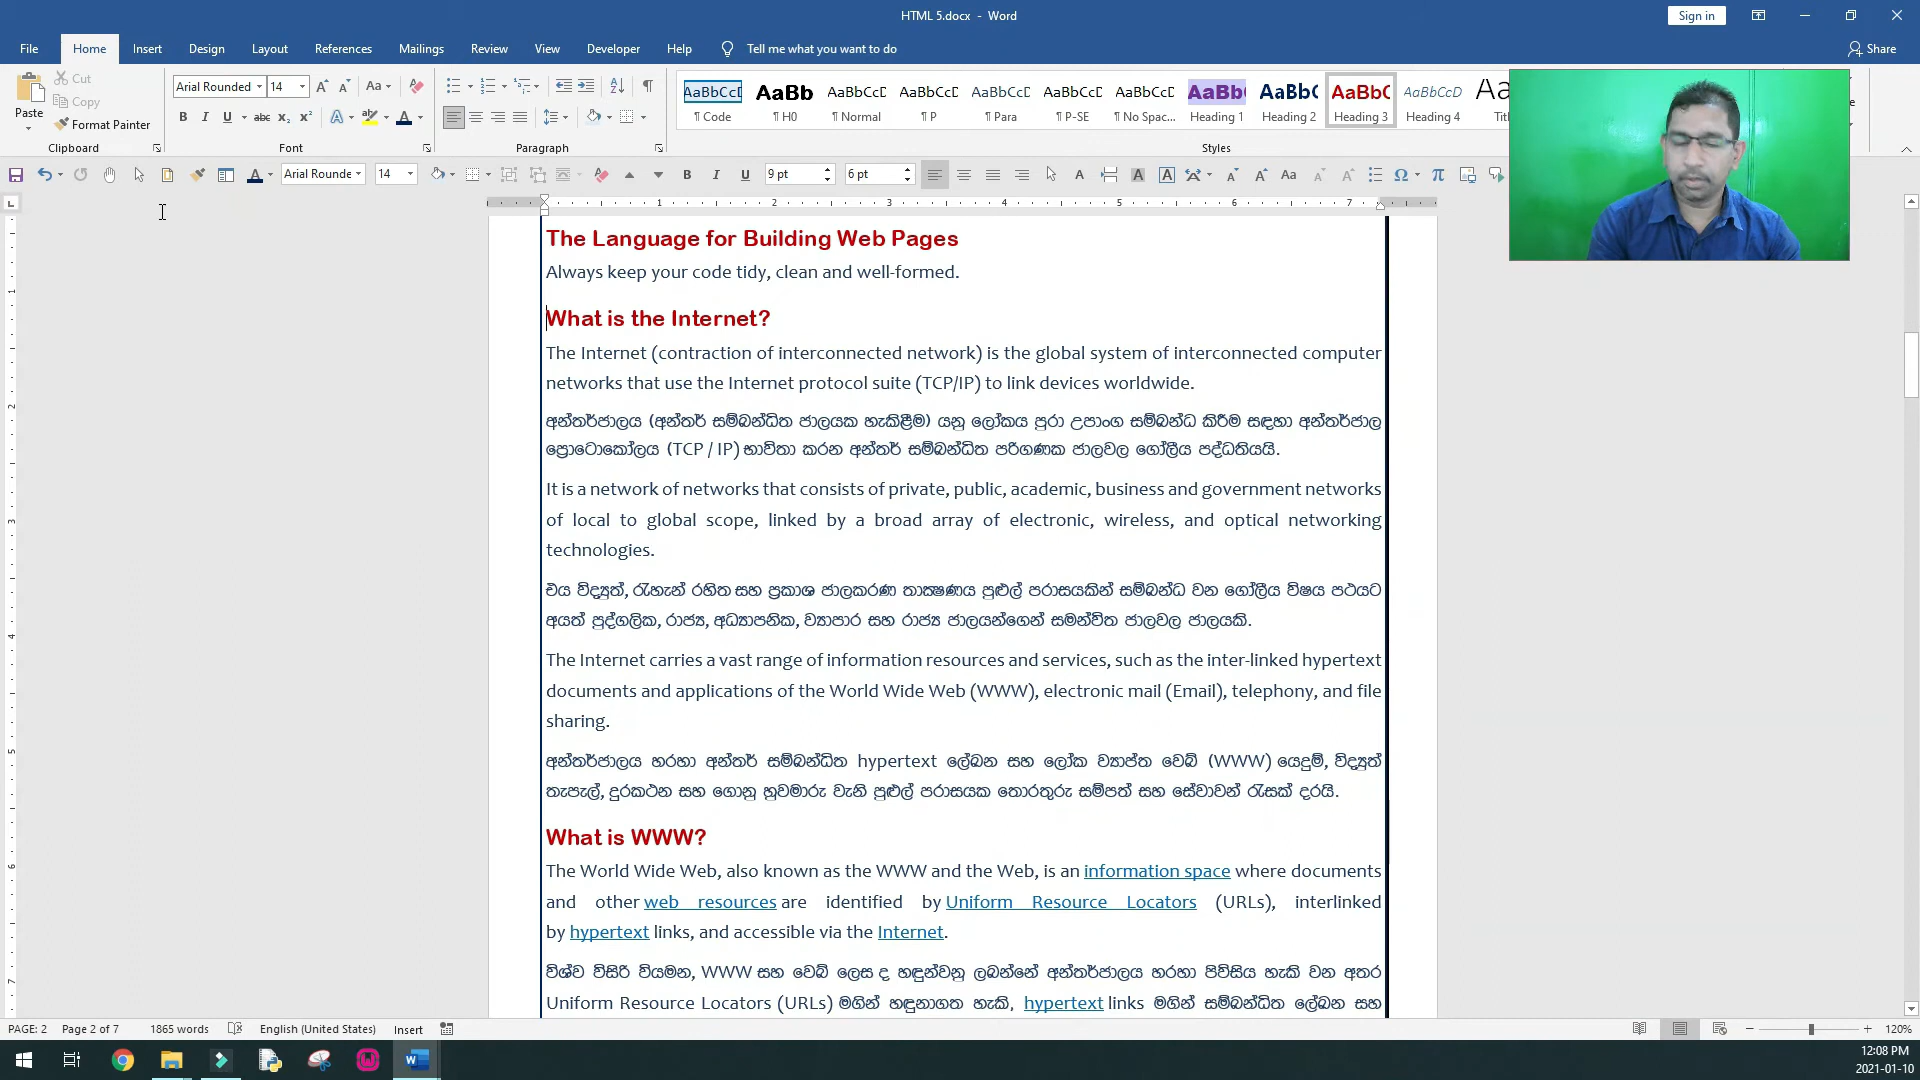 HTML 5.docx - Word
Sign in
File Home Insert Design Layout References Mailings Review View Developer Help Tell me what you want to do Share
Paste Cut Copy Format Painter
Arial Rounded 14
AaBbCcD AaBb AaBbCcD AaBbCcD AaBbCcD AaBbCcD AaBbCcD AaBb AaBbC AaBbC AaBbCcD
¶ Code ¶ H0 ¶ Normal ¶ P ¶ Para ¶ P-SE ¶ No Spac... Heading 1 Heading 2 Heading 3 Heading 4
Clipboard Font Paragraph Styles
Arial Rounde 14 9 pt 6 pt
The Language for Building Web Pages
Always keep your code tidy, clean and well-formed.
What is the Internet?
The Internet (contraction of interconnected network) is the global system of interconnected computer
networks that use the Internet protocol suite (TCP/IP) to link devices worldwide.
අන්තර්ජාලය (අන්තර් සම්බන්ධිත ජාලයක හැකිළීම) යනු ලෝකය පුරා උපාංග සම්බන්ධ කිරීම සඳහා අන්තර්ජාල
ප්‍රොටොකෝලය (TCP / IP) භාවිතා කරන අන්තර් සම්බන්ධිත පරිගණක ජාලවල ගෝලීය පද්ධතියයි.
It is a network of networks that consists of private, public, academic, business and government networks
of local to global scope, linked by a broad array of electronic, wireless, and optical networking
technologies.
එය විද්‍යුත්, රැහැන් රහිත සහ ප්‍රකාශ ජාලකරණ තාක්‍ෂණය පුළුල් පරාසයකින් සම්බන්ධ වන ගෝලීය විෂය පථයට
අයත් පුද්ගලික, රාජ්‍ය, අධ්‍යාපනික, ව්‍යාපාර සහ රාජ්‍ය ජාලයන්ගෙන් සමන්විත ජාලවල ජාලයකි.
The Internet carries a vast range of information resources and services, such as the inter-linked hypertext
documents and applications of the World Wide Web (WWW), electronic mail (Email), telephony, and file
sharing.
අන්තර්ජාලය හරහා අන්තර් සම්බන්ධිත hypertext ලේඛන සහ ලෝක ව්‍යාප්ත වෙබ් (WWW) යෙදුම්, විද්‍යුත්
තැපැල්, දුරකථන සහ ගොනු හුවමාරු වැනි පුළුල් පරාසයක තොරතුරු සම්පත් සහ සේවාවන් රැසක් දරයි.
What is WWW?
The World Wide Web, also known as the WWW and the Web, is an information space where documents
and other web resources are identified by Uniform Resource Locators (URLs), interlinked
by hypertext links, and accessible via the Internet.
විශ්ව විසිරි වියමන, WWW සහ වෙබ් ලෙස ද හඳුන්වනු ලබන්නේ අන්තර්ජාලය හරහා පිවිසිය හැකි වන අතර
Uniform Resource Locators (URLs) මගින් හඳුනාගත හැකි, hypertext links මගින් සම්බන්ධිත ලේඛන සහ
PAGE: 2 Page 2 of 7 1865 words English (United States) Insert 120%
12:08 PM
2021-01-10